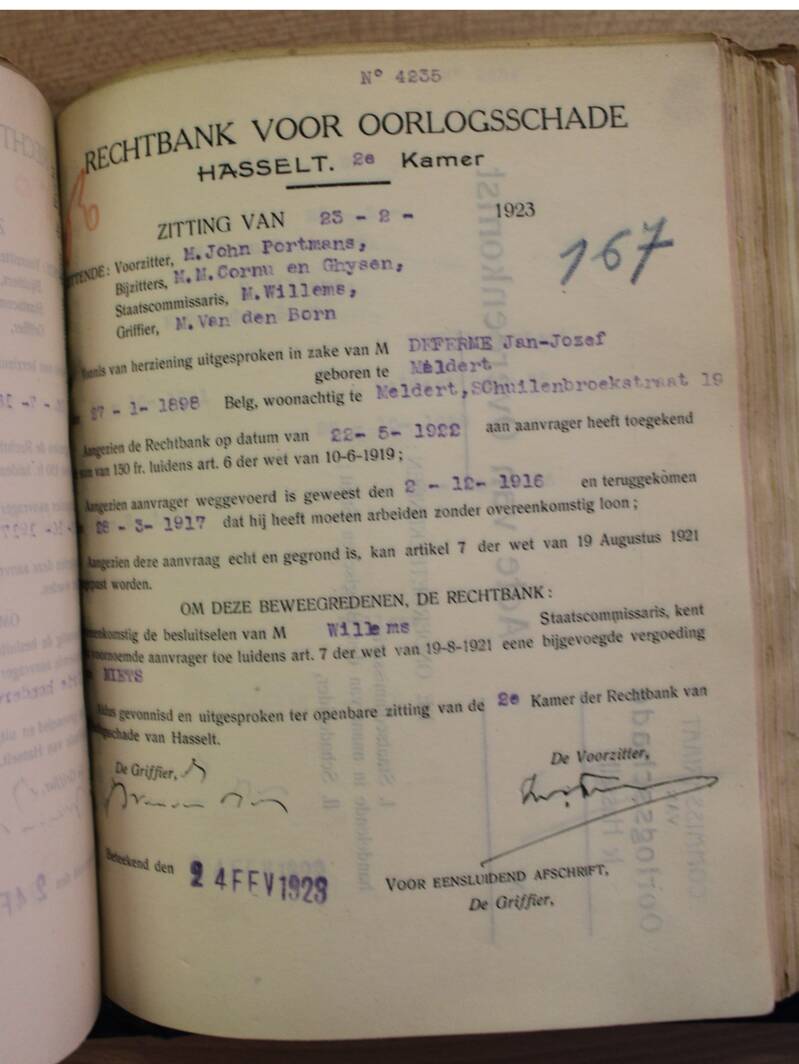 N° 4235
RECHTBANK VOOR OORLOGSSCHADE
HASSELT. 2e Kamer
ZITTING VAN 23 - 2 - 1923
167
Voorzitter, M.John Portmans,
Bijzitters, M.M.Cornu en Ghysen,
Staatscommissaris, M.Willems,
Griffier, M.Van den Born
van herziening uitgesproken in zake van M DEFERME Jan-Jozef
geboren te Meldert
27 - 1- 1898 Belg, woonachtig te Meldert,SChuilenbroekstraat 19
Aangezien de Rechtbank op datum van 22- 5- 1922 aan aanvrager heeft toegekend
van 150 fr. luidens art. 6 der wet van 10-6-1919 ;
Aangezien aanvrager weggevoerd is geweest den 2 - 12- 1916 en teruggekomen
28 - 3- 1917 dat hij heeft moeten arbeiden zonder overeenkomstig loon ;
Aangezien deze aanvraag echt en gegrond is, kan artikel 7 der wet van 19 Augustus 1921
worden.
OM DEZE BEWEEGREDENEN, DE RECHTBANK :
de besluitselen van M Willems Staatscommissaris, kent
voornoemde aanvrager toe luidens art. 7 der wet van 19-8-1921 eene bijgevoegde vergoeding
NIETS
gevonnisd en uitgesproken ter openbare zitting van de 2e Kamer der Rechtbank van
van Hasselt.
De Griffier,
De Voorzitter,
Beteekend den 24 FEV 1923
VOOR EENSLUIDEND AFSCHRIFT,
De Griffier,